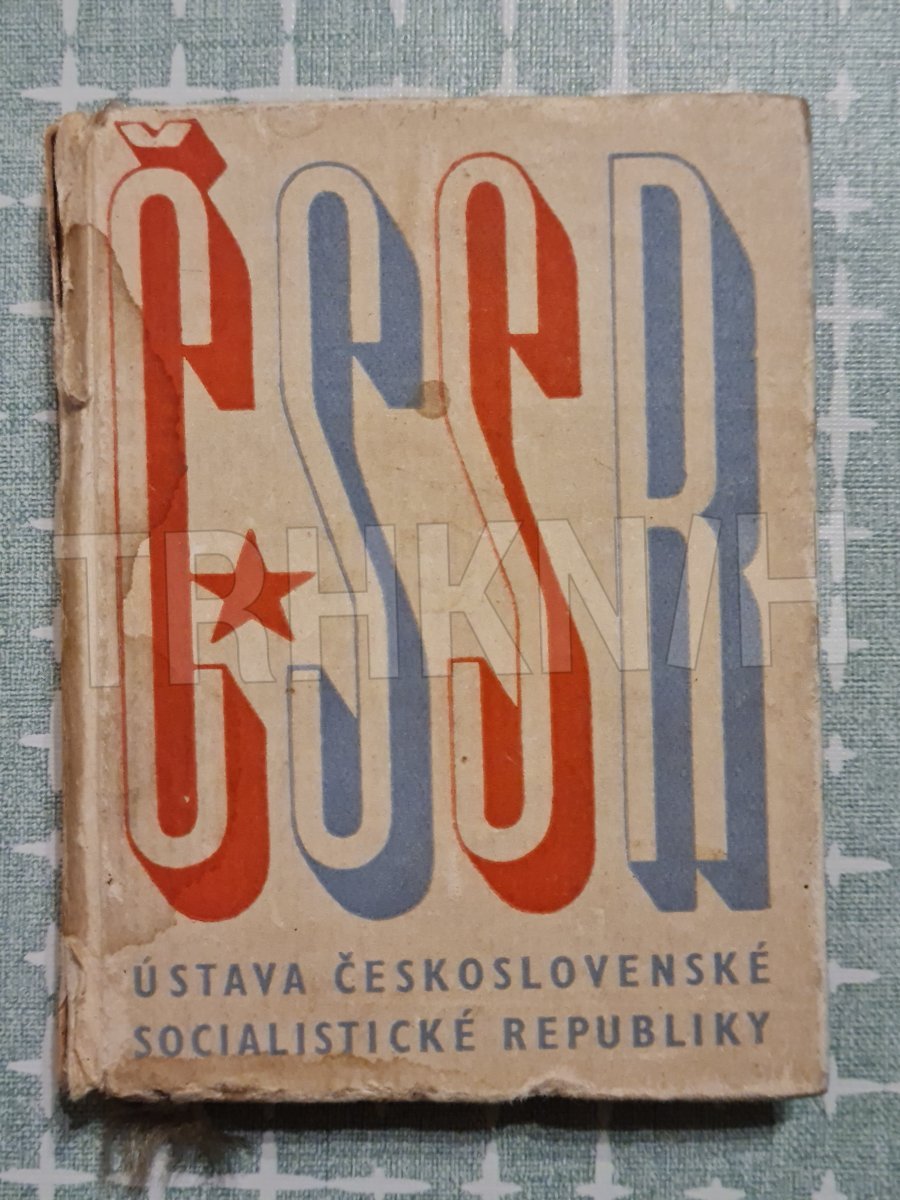 ČSSR
TRHKNIH
ÚSTAVA ČESKOSLOVENSKÉ
SOCIALISTICKÉ REPUBLIKY